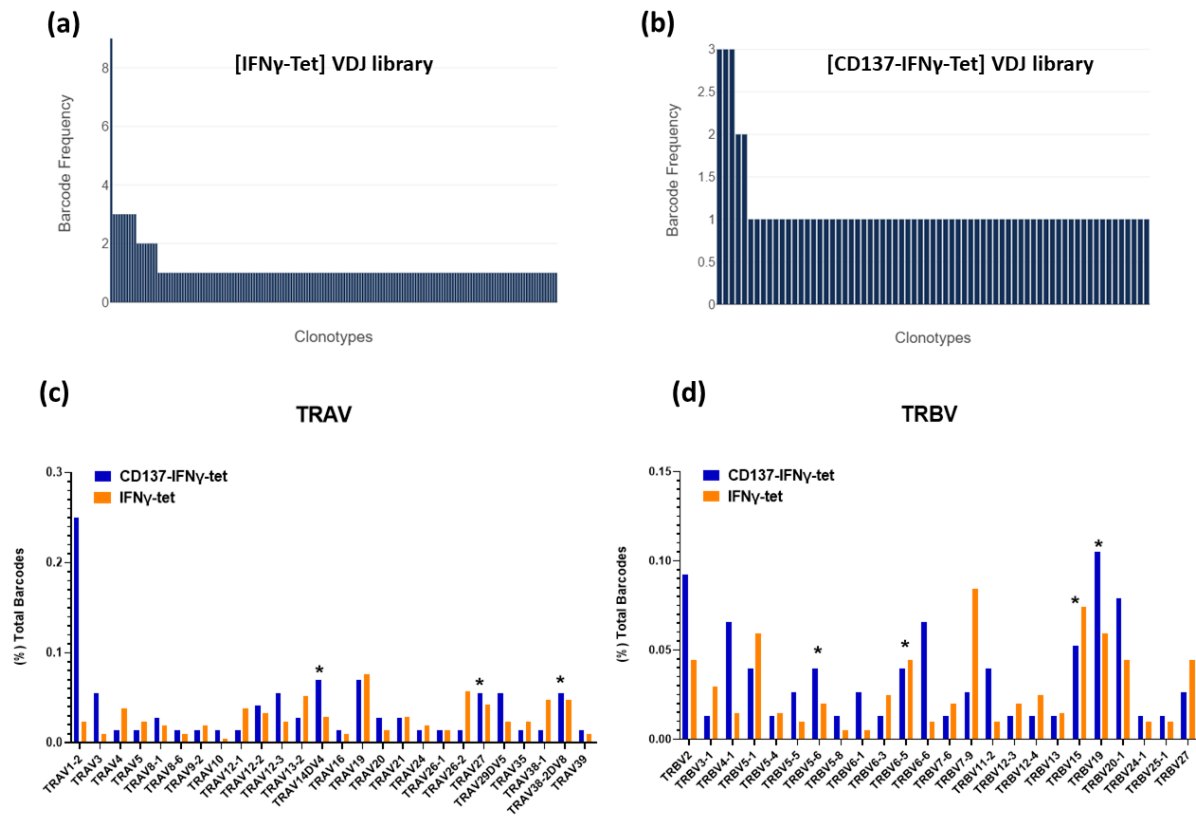 (a)
[IFNγ-Tet] VDJ library
8
6
4
2
0
Barcode Frequency
Clonotypes
(b)
[CD137-IFNγ-Tet] VDJ library
3
2.5
2
1.5
1
0.5
0
Barcode Frequency
Clonotypes
(c)
TRAV
CD137-IFNγ-tet
IFNγ-tet
0.3
0.2
0.1
0.0
(%) Total Barcodes
*
*
*
TRAV1-2
TRAV3
TRAV4
TRAV5
TRAV8-1
TRAV8-6
TRAV9-2
TRAV10
TRAV12-1
TRAV12-2
TRAV12-3
TRAV13-2
TRAV14DV4
TRAV16
TRAV19
TRAV20
TRAV21
TRAV24
TRAV26-1
TRAV26-2
TRAV27
TRAV29DV5
TRAV35
TRAV38-1
TRAV38-2DV8
TRAV39
(d)
TRBV
CD137-IFNγ-tet
IFNγ-tet
0.15
0.10
0.05
0.00
(%) Total Barcodes
*
*
*
*
TRBV2
TRBV3-1
TRBV4-1
TRBV5-1
TRBV5-4
TRBV5-5
TRBV5-6
TRBV5-8
TRBV6-1
TRBV6-3
TRBV6-5
TRBV6-6
TRBV7-6
TRBV7-9
TRBV11-2
TRBV12-3
TRBV12-4
TRBV13
TRBV15
TRBV19
TRBV20-1
TRBV24-1
TRBV25-1
TRBV27